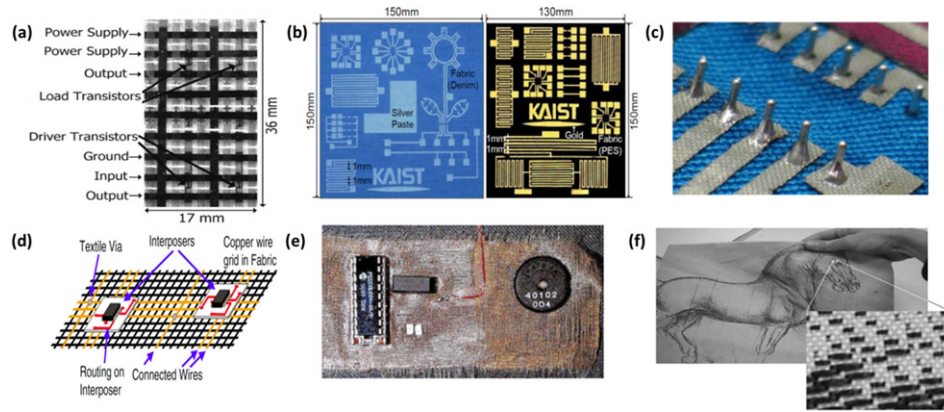 (a)
Power Supply
Power Supply
Output
Load Transistors
Driver Transistors
Ground
Input
Output
36 mm
17 mm
(b)
150mm
130mm
150mm
150mm
Fabric
(Denim)
Silver
Paste
1mm
1mm
KAIST
KAIST
Gold
1mm
1mm
Fabric
(PES)
(c)
(d)
Textile Via
Interposers
Copper wire
grid in Fabric
Routing on
Interposer
Connected Wires
(e)
40102
004
(f)